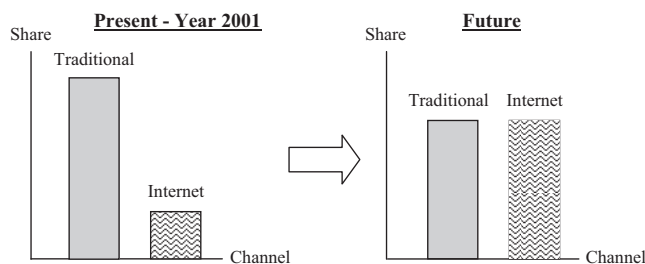 Present - Year 2001
Share
Traditional
Internet
Channel
Future
Share
Traditional Internet
Channel